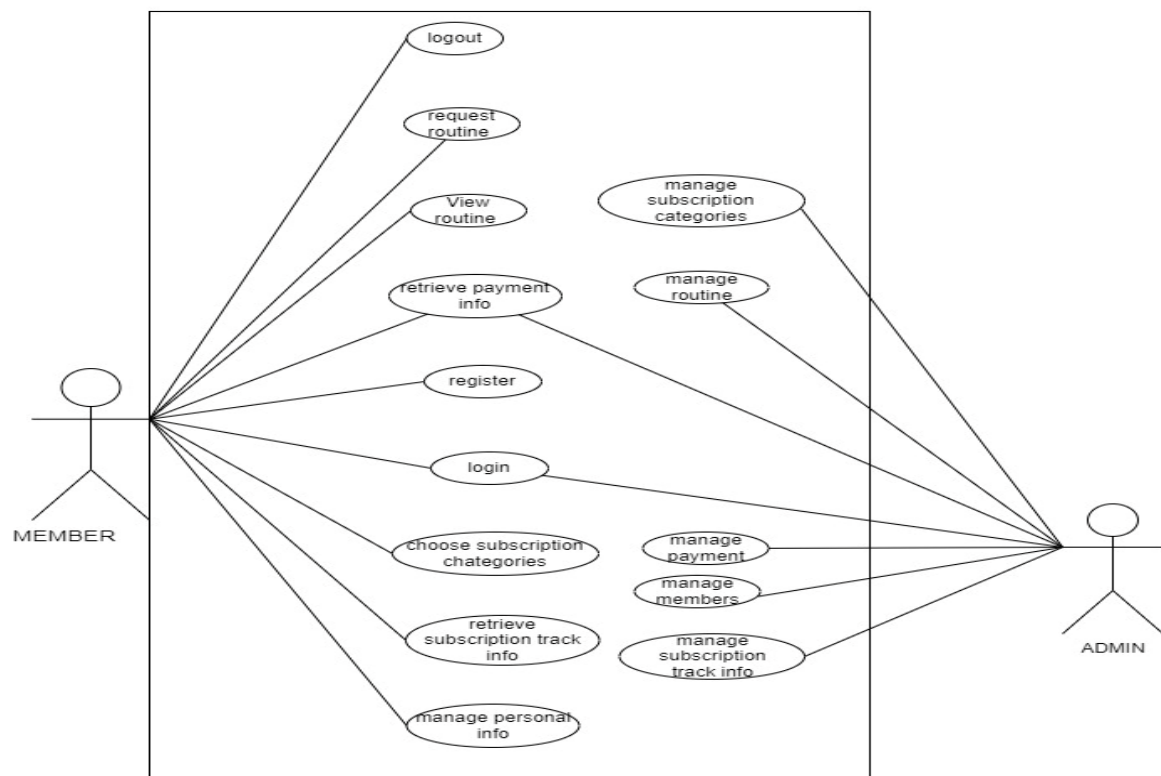 logout
request
routine
View
routine
manage
subscription
categories
retrieve payment
info
manage
routine
register
login
MEMBER
choose subscription
chategories
manage
payment
manage
members
ADMIN
retrieve
subscription track
info
manage
subscription
track info
manage personal
info